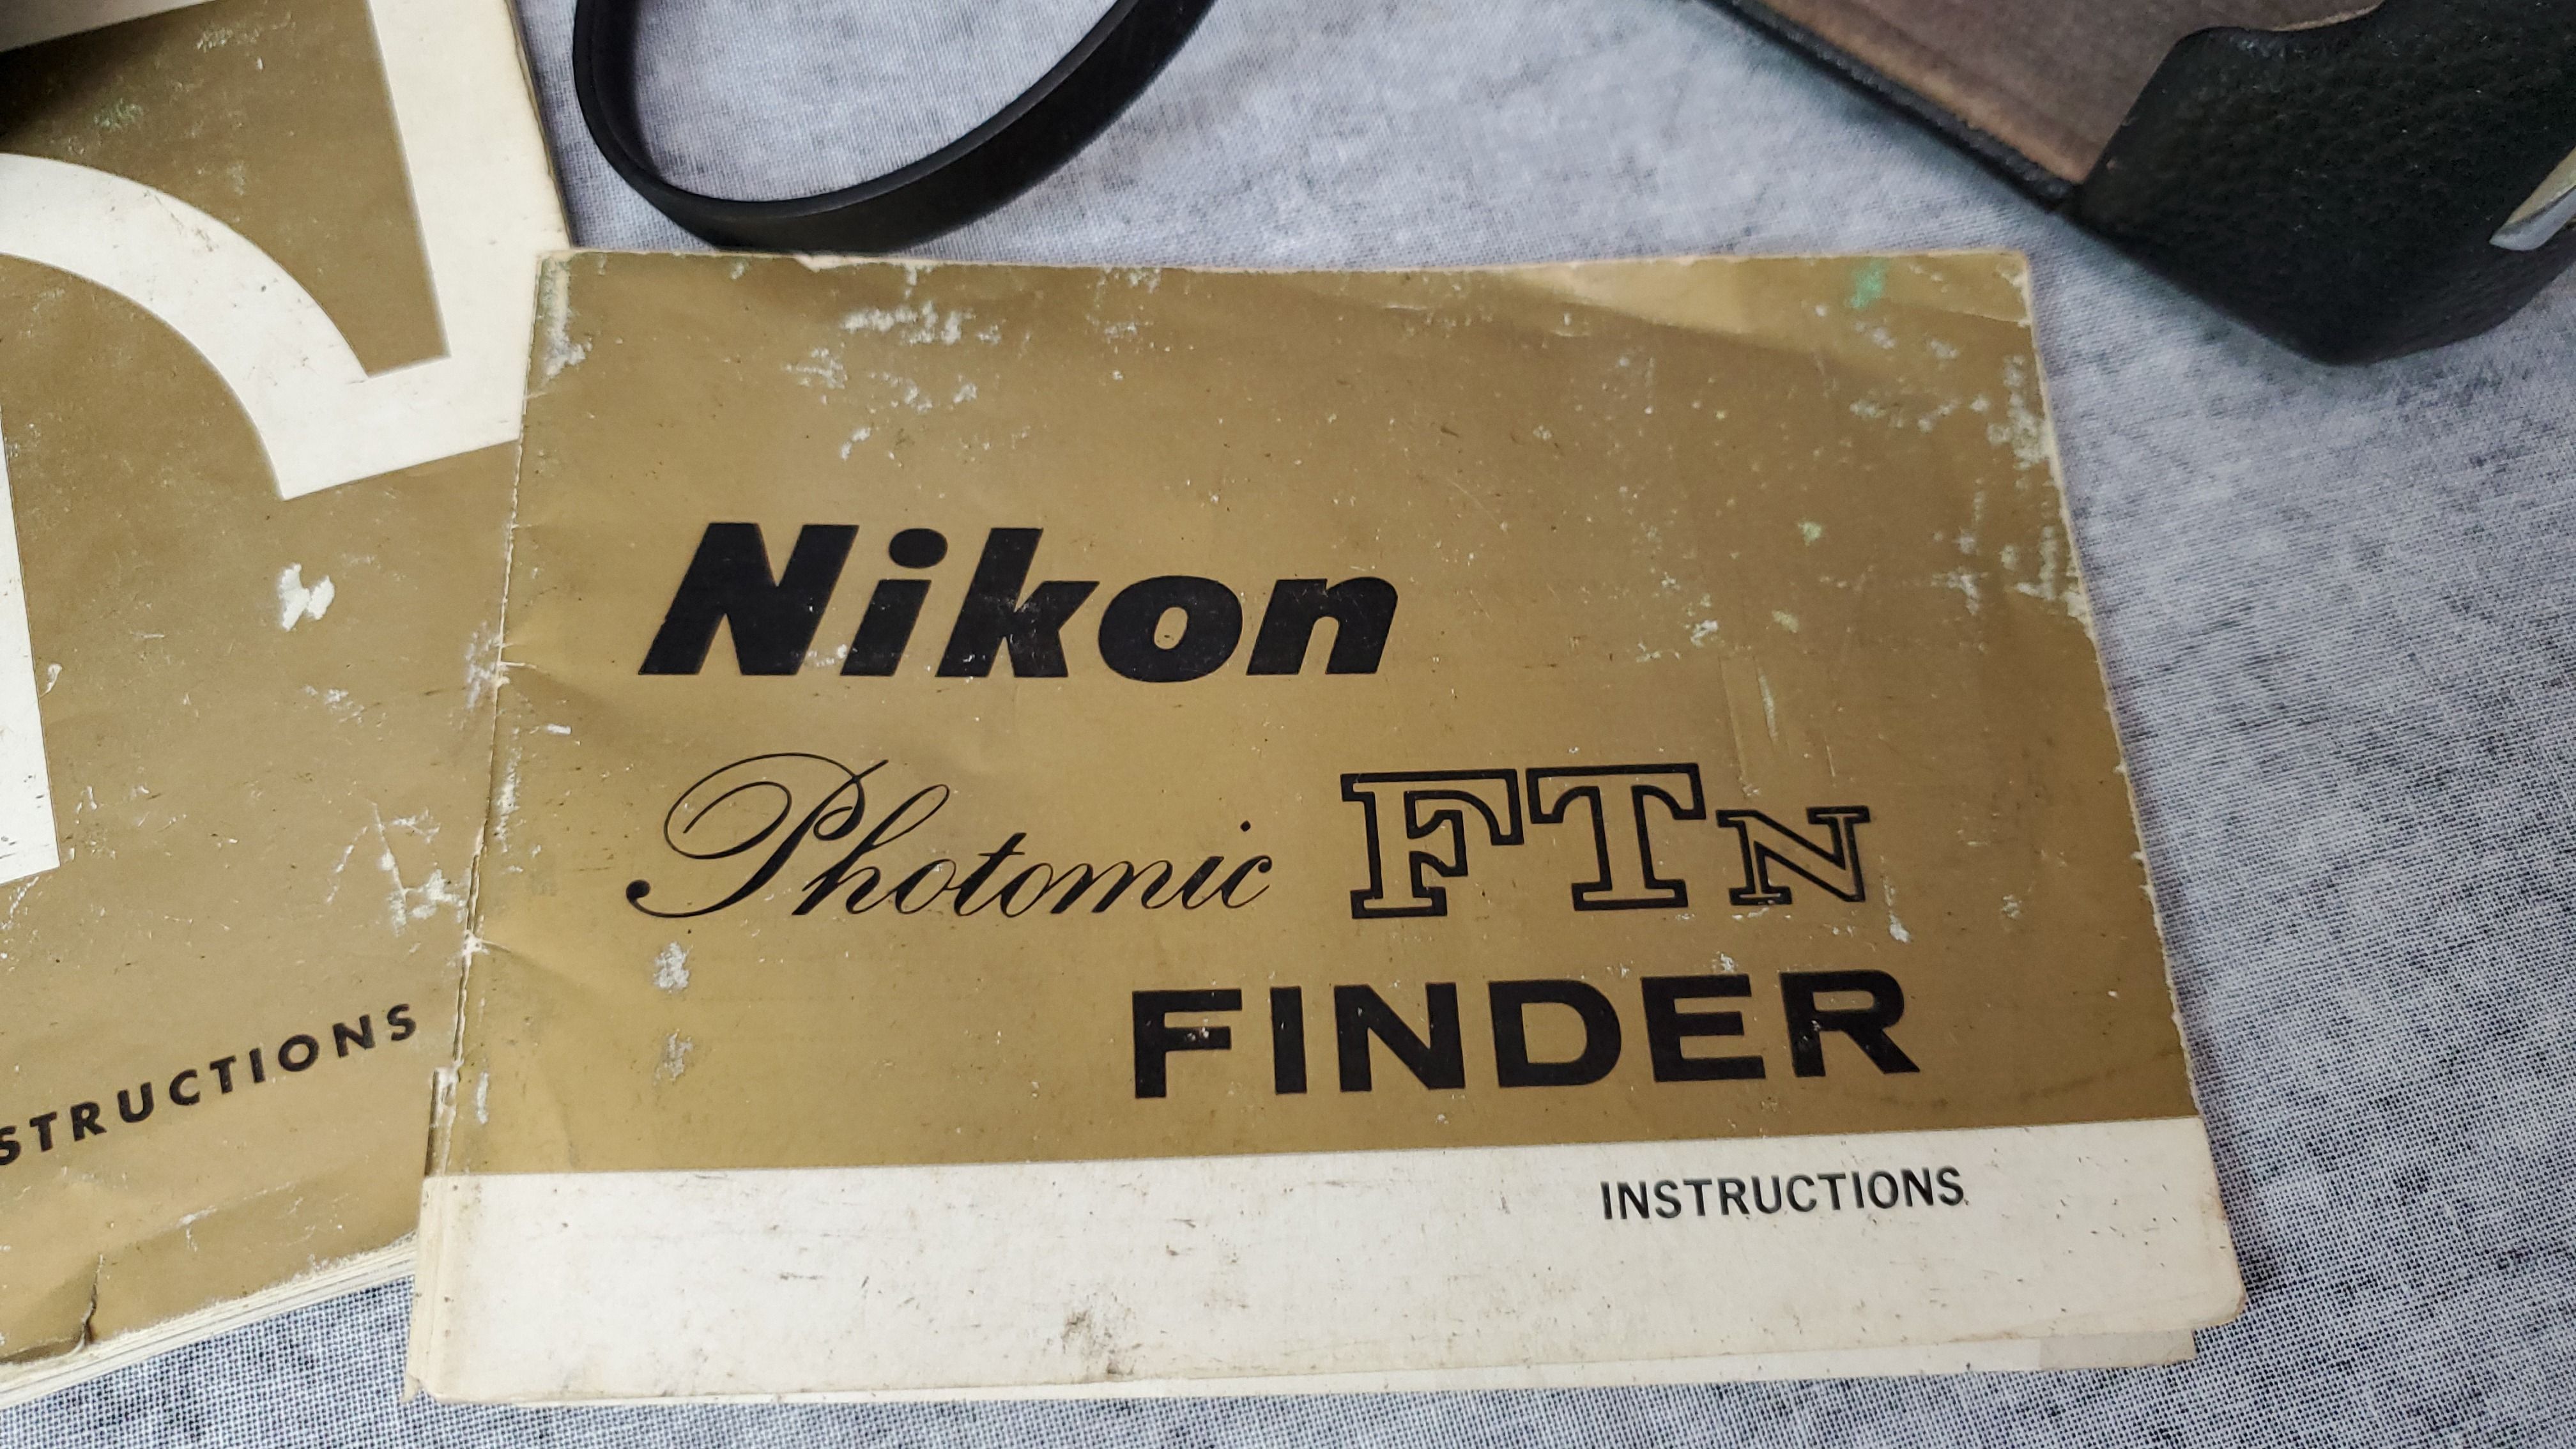 Nikon
Photomic FTN
FINDER
INSTRUCTIONS
STRUCTIONS